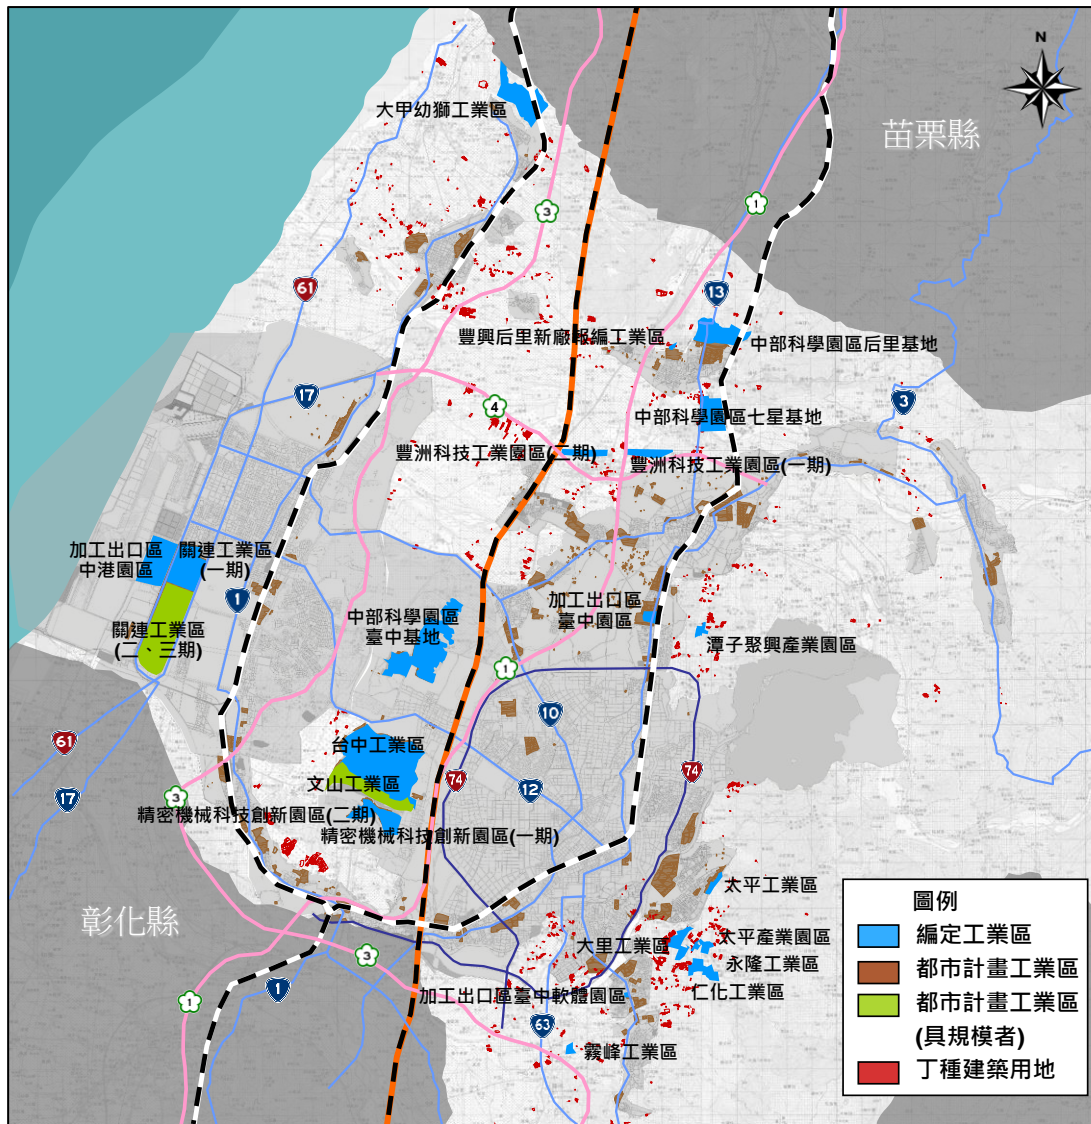 N
大甲幼獅工業區
苗栗縣
3
1
61
13
豐興后里新廠報編工業區
中部科學園區后里基地
17
4
3
中部科學園區七星基地
豐洲科技工業園區(二期)
豐洲科技工業園區(一期)
加工出口區
中港園區
關連工業區
(一期)
1
中部科學園區
臺中基地
加工出口區
臺中園區
關連工業區
(二、三期)
潭子聚興產業園區
1
10
61
台中工業區
74
74
12
文山工業區
17
3
精密機械科技創新園區(二期)
精密機械科技創新園區(一期)
太平工業區
彰化縣
大里工業區
太平產業園區
3
永隆工業區
1
1
加工出口區臺中軟體園區
仁化工業區
63
霧峰工業區
圖例
編定工業區
都市計畫工業區
都市計畫工業區
(具規模者)
丁種建築用地